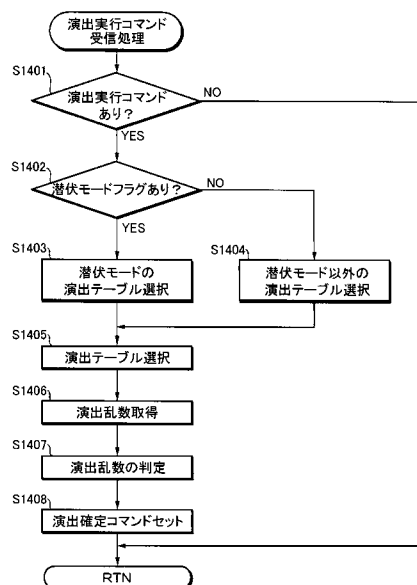 演出実行コマンド
受信処理
S1401
演出実行コマンド
あり?
NO
YES
S1402
潜伏モードフラグあり?
NO
YES
S1403
潜伏モードの
演出テーブル選択
S1404
潜伏モード以外の
演出テーブル選択
S1405
演出テーブル選択
S1406
演出乱数取得
S1407
演出乱数の判定
S1408
演出確定コマンドセット
RTN